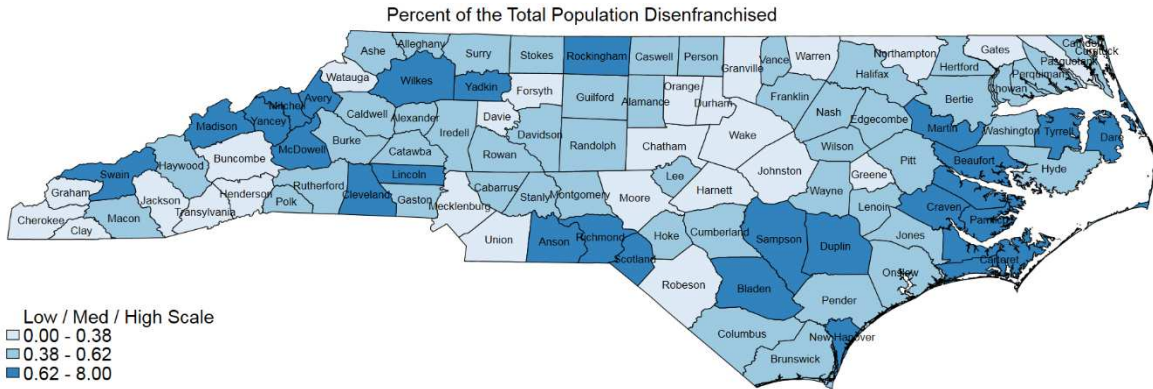 Percent of the Total Population Disenfranchised
Ashe Alleghany Surry Stokes Rockingham Caswell Person Granville Vance Warren Northampton Gates Camden Currituck
Watauga Wilkes Yadkin Forsyth Guilford Alamance Orange Durham Franklin Halifax Hertford Pasquotank Perquimans Chowan
Mitchell Avery Caldwell Alexander Iredell Davie Davidson Randolph Chatham Wake Nash Edgecombe Bertie
Madison Yancey McDowell Burke Catawba Rowan Johnston Wilson Martin Washington Tyrrell Dare
Haywood Buncombe Rutherford Lincoln Cabarrus Stanly Montgomery Lee Harnett Wayne Greene Pitt Beaufort Hyde
Swain Graham Jackson Henderson Polk Cleveland Gaston Mecklenburg Moore Lenoir Craven Pamlico
Cherokee Clay Macon Transylvania Union Anson Richmond Scotland Hoke Cumberland Sampson Duplin Jones Carteret
Robeson Bladen Pender Onslow
Columbus Brunswick New Hanover
Low / Med / High Scale
0.00 - 0.38
0.38 - 0.62
0.62 - 8.00